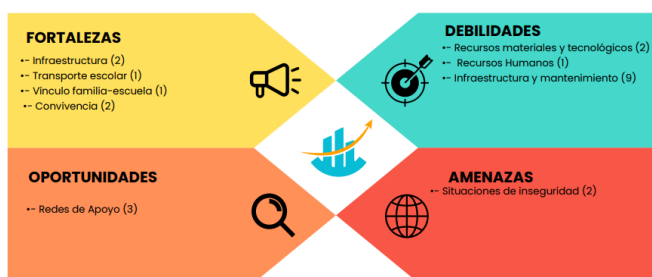 FORTALEZAS
•- Infraestructura (2)
•- Transporte escolar (1)
•- Vinculo familia-escuela (1)
•- Convivencia (2)
DEBILIDADES
•- Recursos materiales y tecnológicos (2)
•- Recursos Humanos (1)
•- Infraestructura y mantenimiento (9)
OPORTUNIDADES
•- Redes de Apoyo (3)
AMENAZAS
•- Situaciones de inseguridad (2)